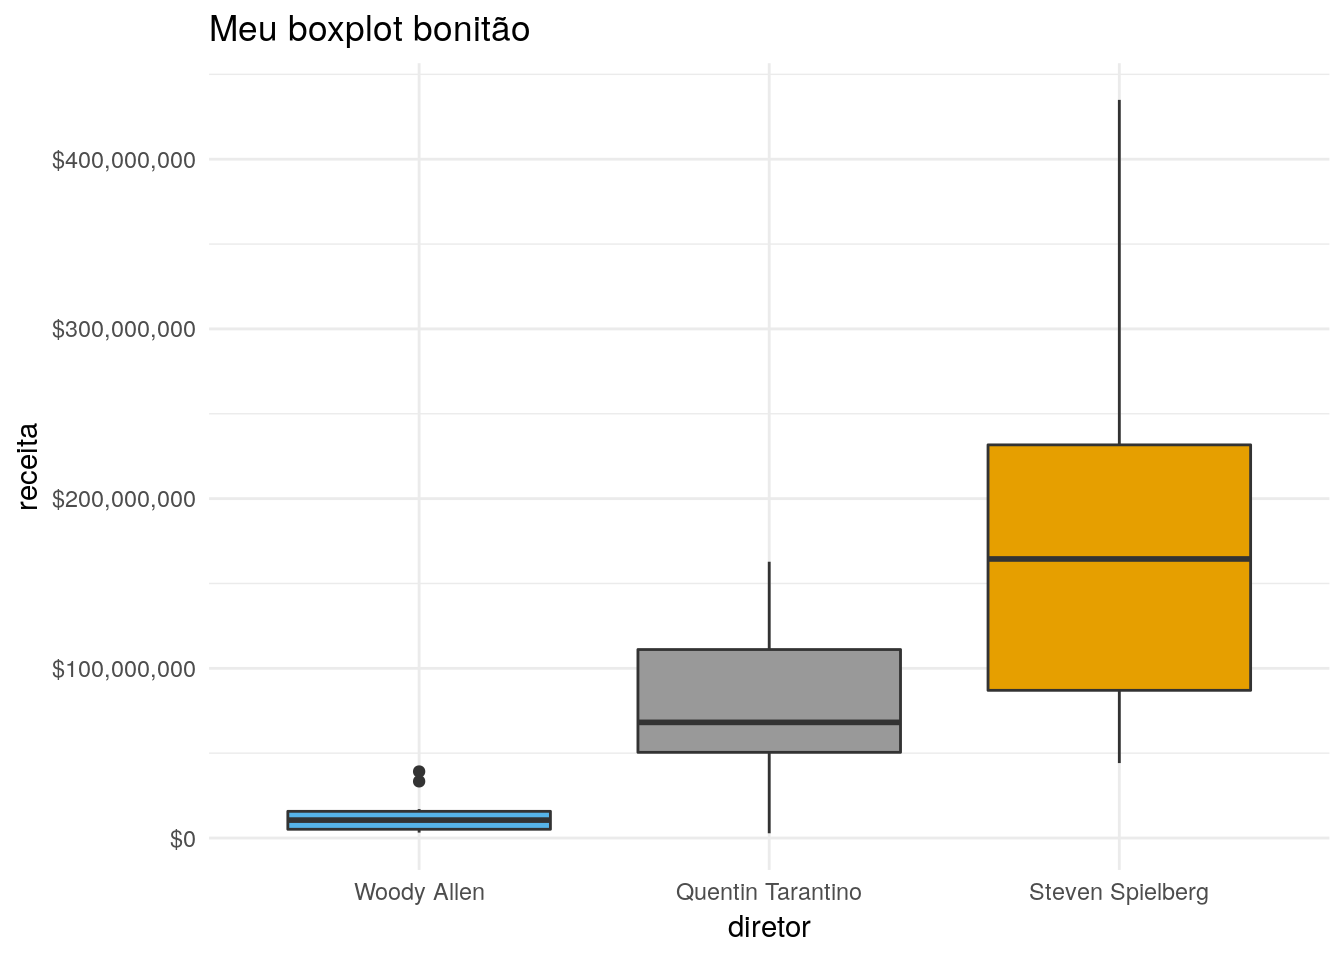 Meu boxplot bonitão
receita
$400,000,000
$300,000,000
$200,000,000
$100,000,000
$0
Woody Allen
Quentin Tarantino
Steven Spielberg
diretor